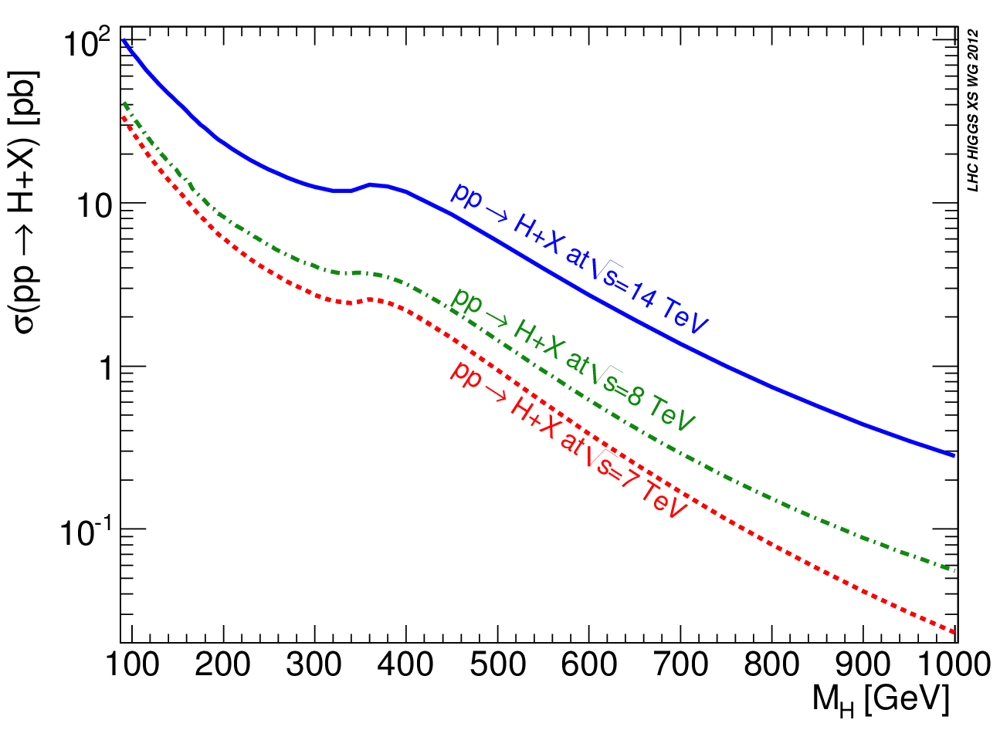 σ(pp → H+X) [pb]
10²
10
1
10⁻¹
pp → H+X at √s=14 TeV
pp → H+X at √s=8 TeV
pp → H+X at √s=7 TeV
LHC HIGGS XS WG 2012
100 200 300 400 500 600 700 800 900 1000
M_H [GeV]